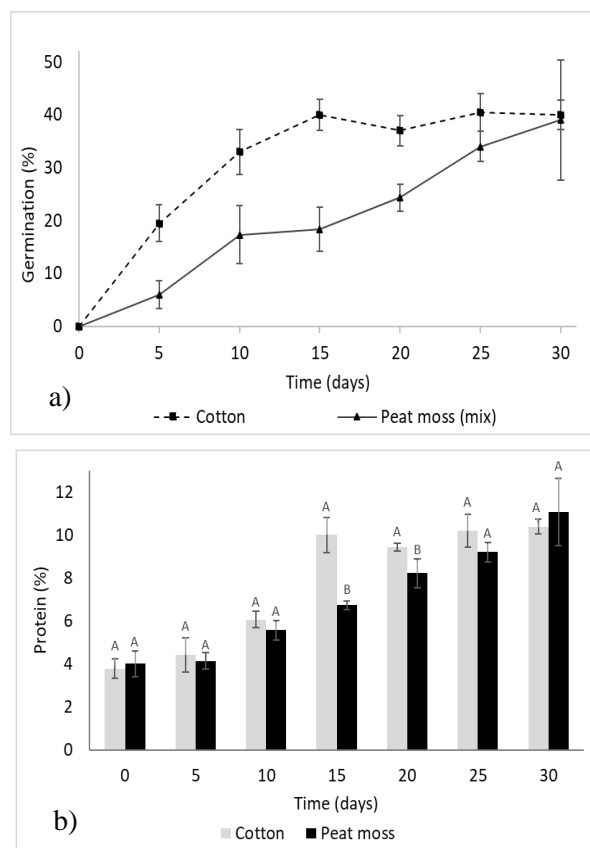 50
40
30
20
10
0
Germination (%)
0 5 10 15 20 25 30
Time (days)
a)
Cotton Peat moss (mix)
12
10
8
6
4
2
0
Protein (%)
A A A A A A A B A B A A A A
0 5 10 15 20 25 30
Time (days)
b)
Cotton Peat moss